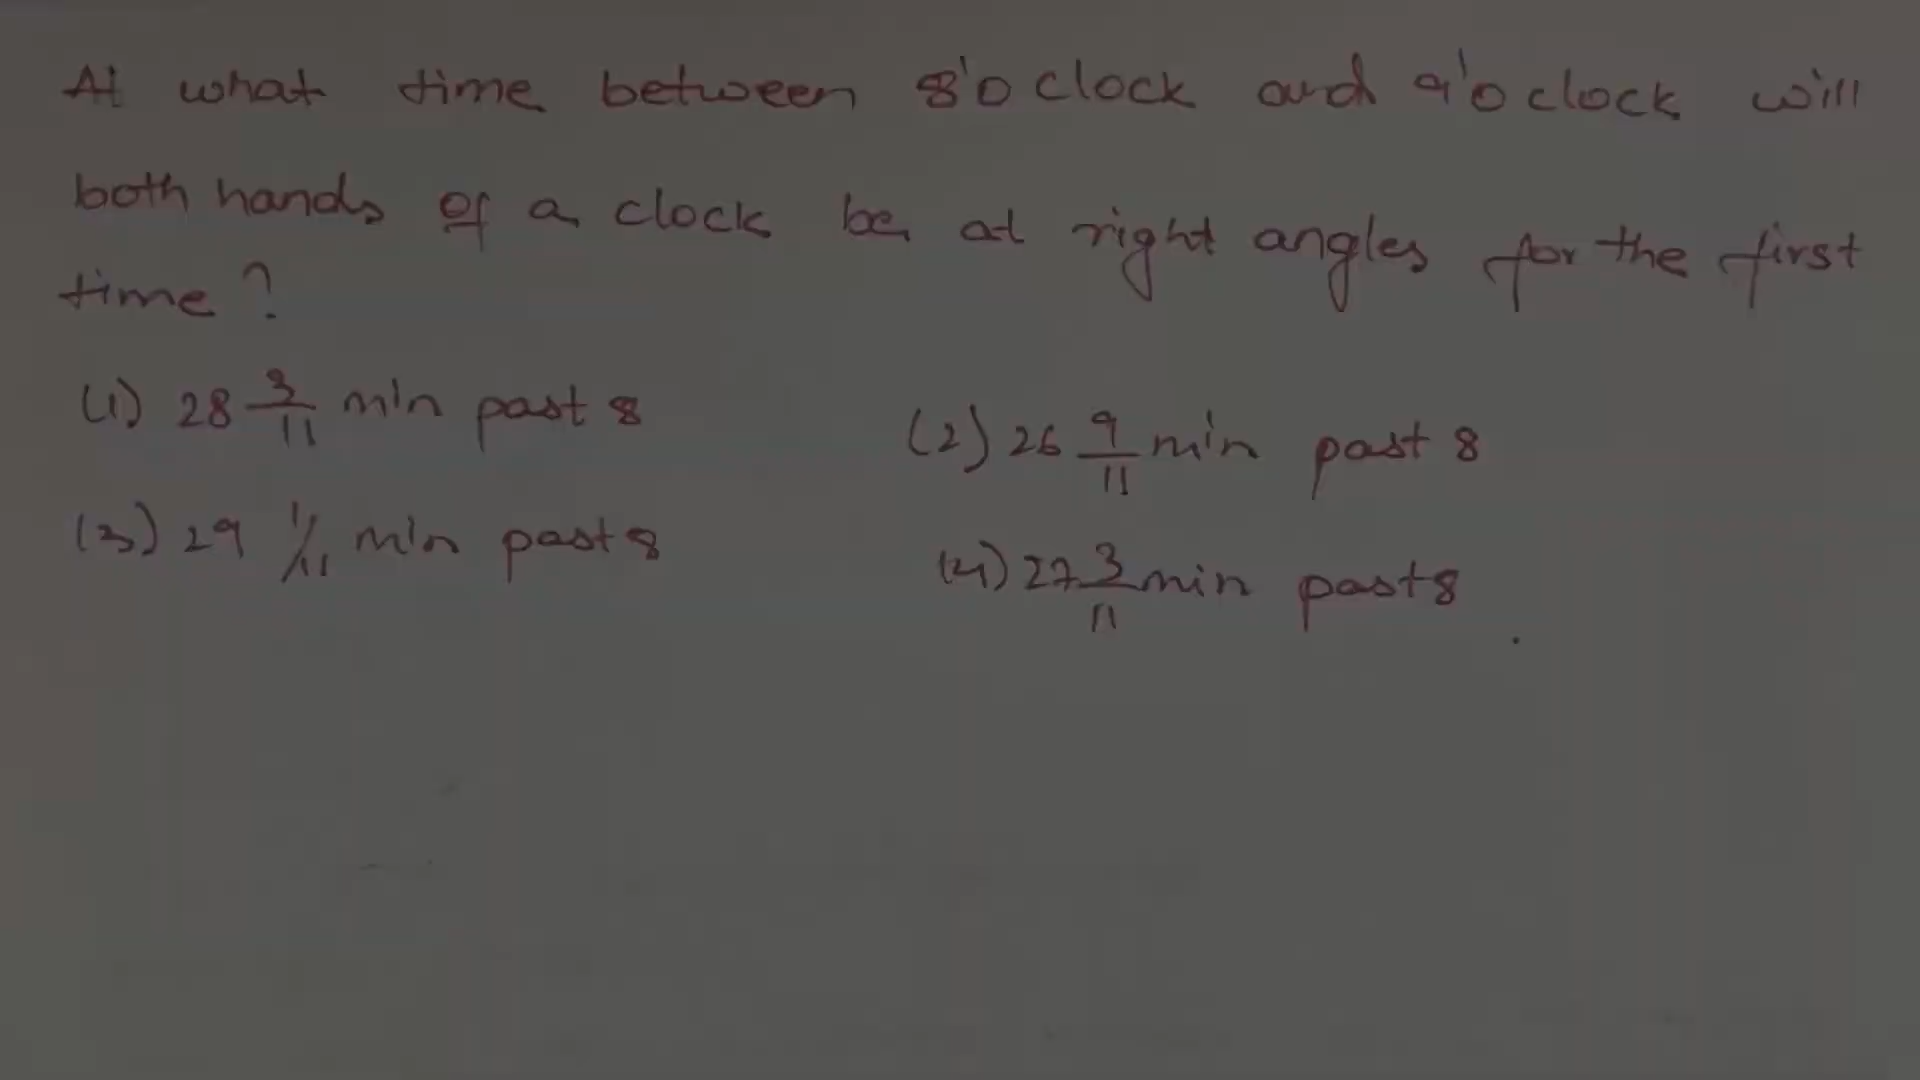 At what time between 8'o clock and 9'o clock will
both hands of a clock be at right angles for the first
time ?
(1) 28 3/11 min past 8
(2) 26 9/11 min past 8
(3) 29 1/11 min past 8
(4) 27 3/11 min past 8